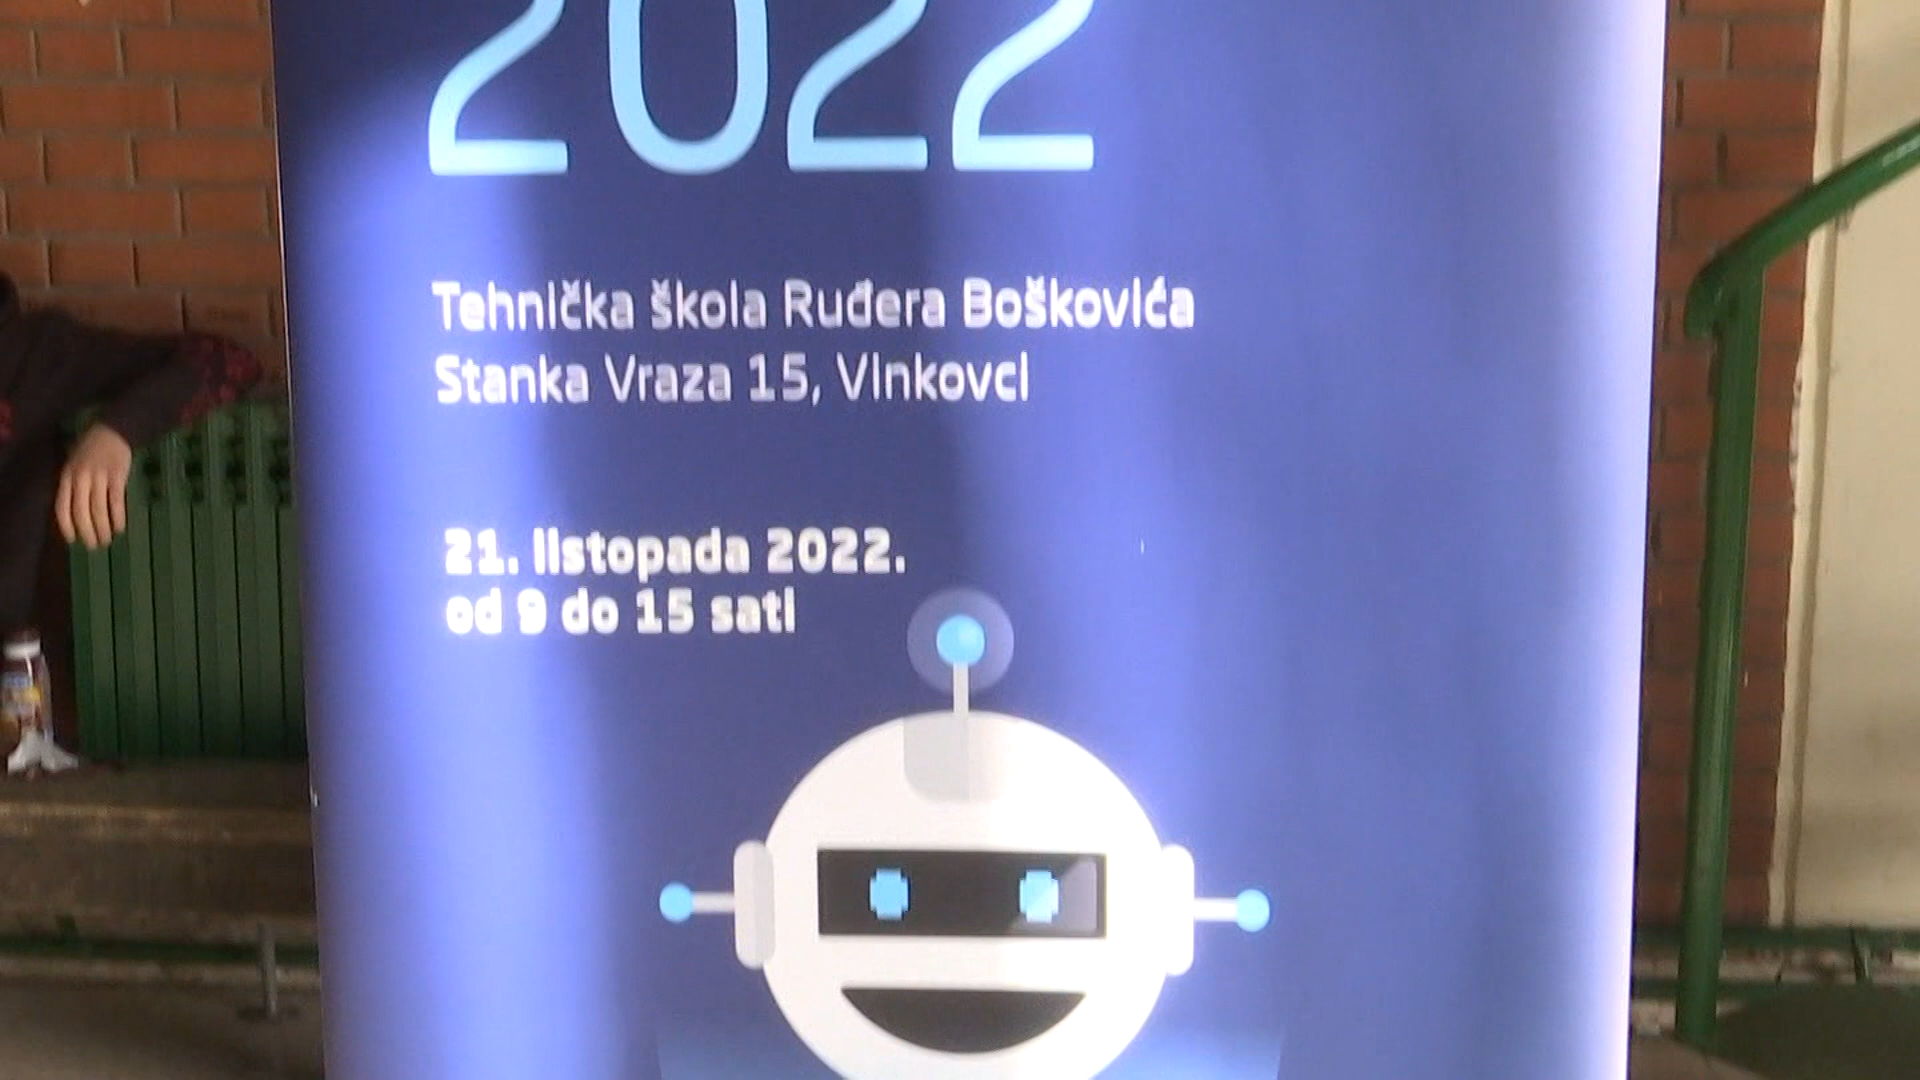 2022
Tehnička škola Ruđera Boškovića
Stanka Vraza 15, Vinkovci
21. listopada 2022.
od 9 do 15 sati